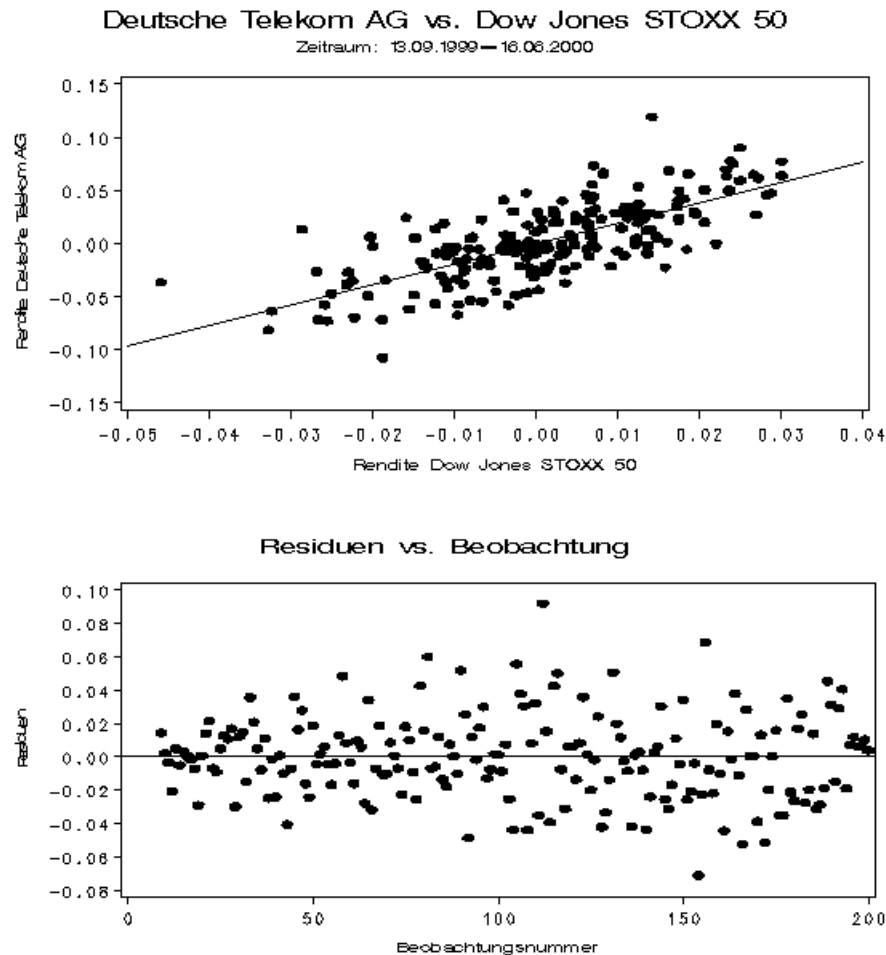 Deutsche Telekom AG vs. Dow Jones STOXX 50
Zeitraum: 13.09.1999—16.06.2000
Rendite Deutsche Telekom AG
0.15
0.10
0.05
0.00
-0.05
-0.10
-0.15
-0.05 -0.04 -0.03 -0.02 -0.01 0.00 0.01 0.02 0.03 0.04
Rendite Dow Jones STOXX 50
Residuen vs. Beobachtung
Residuen
0.10
0.08
0.06
0.04
0.02
0.00
-0.02
-0.04
-0.06
-0.08
0 50 100 150 200
Beobachtungsnummer